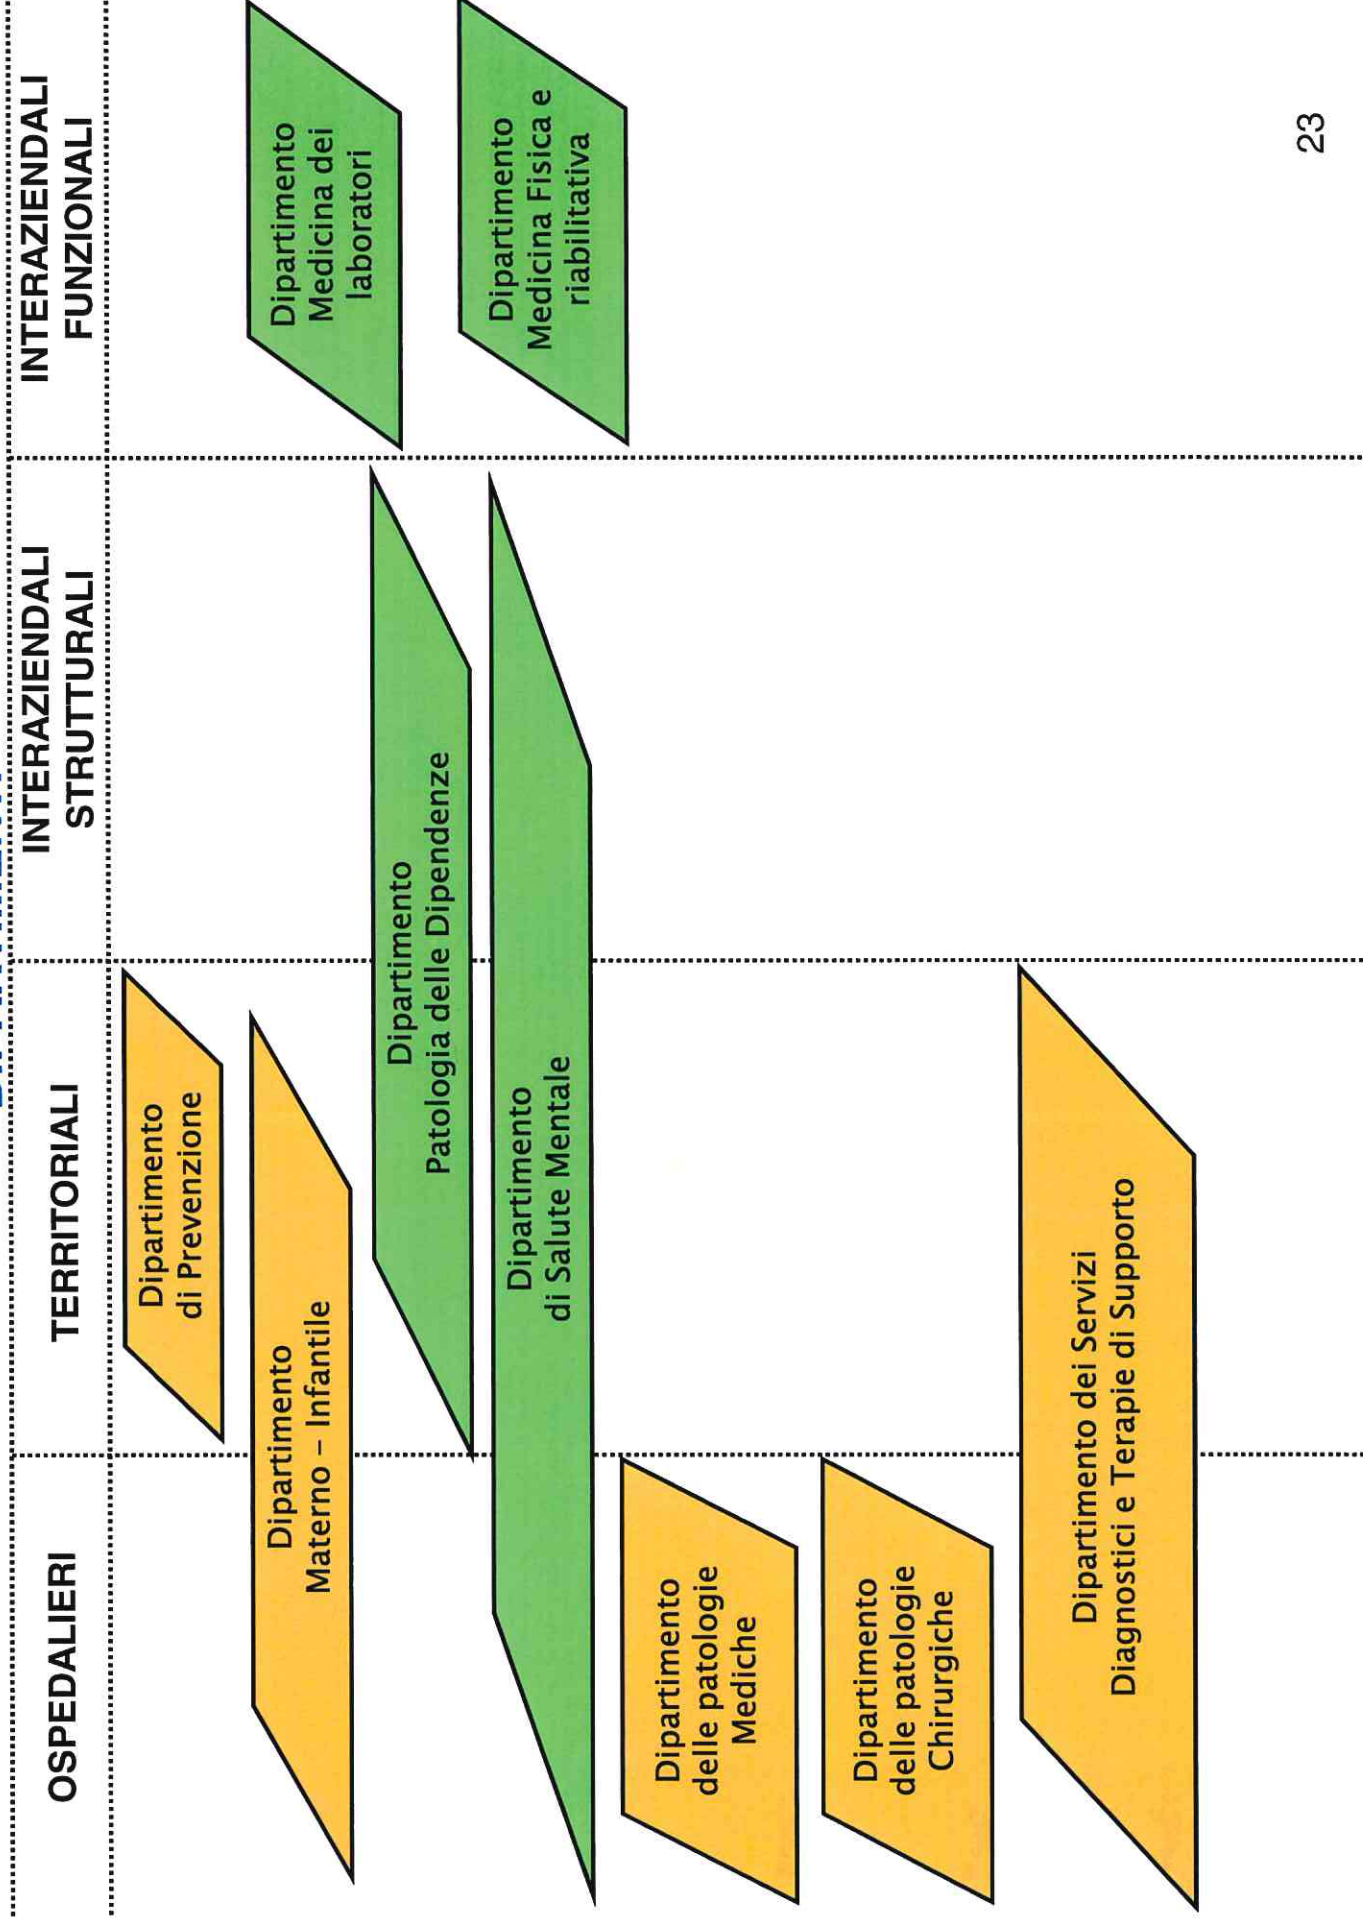 OSPEDALIERI
TERRITORIALI
INTERAZIENDALI
STRUTTURALI
INTERAZIENDALI
FUNZIONALI
Dipartimento
di Prevenzione
Dipartimento
Materno – Infantile
Dipartimento
Medicina dei
laboratori
Dipartimento
Patologia delle Dipendenze
Dipartimento
Medicina Fisica e
riabilitativa
Dipartimento
di Salute Mentale
Dipartimento
delle patologie
Mediche
Dipartimento
delle patologie
Chirurgiche
Dipartimento dei Servizi
Diagnostici e Terapie di Supporto
23